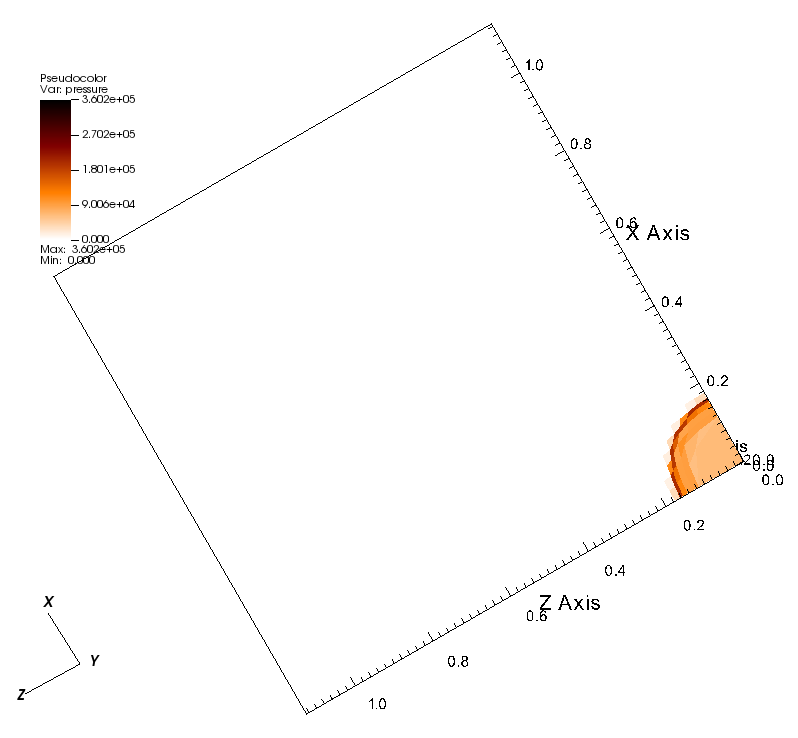 Pseudocolor
Var: pressure
3.602e+05
2.702e+05
1.801e+05
9.006e+04
0.000
Max: 3.602e+05
Min: 0.000
1.0
0.8
0.6
X Axis
0.4
0.2
is
0.0
0.2
0.4
Z Axis
0.6
0.8
1.0
X
Y
Z